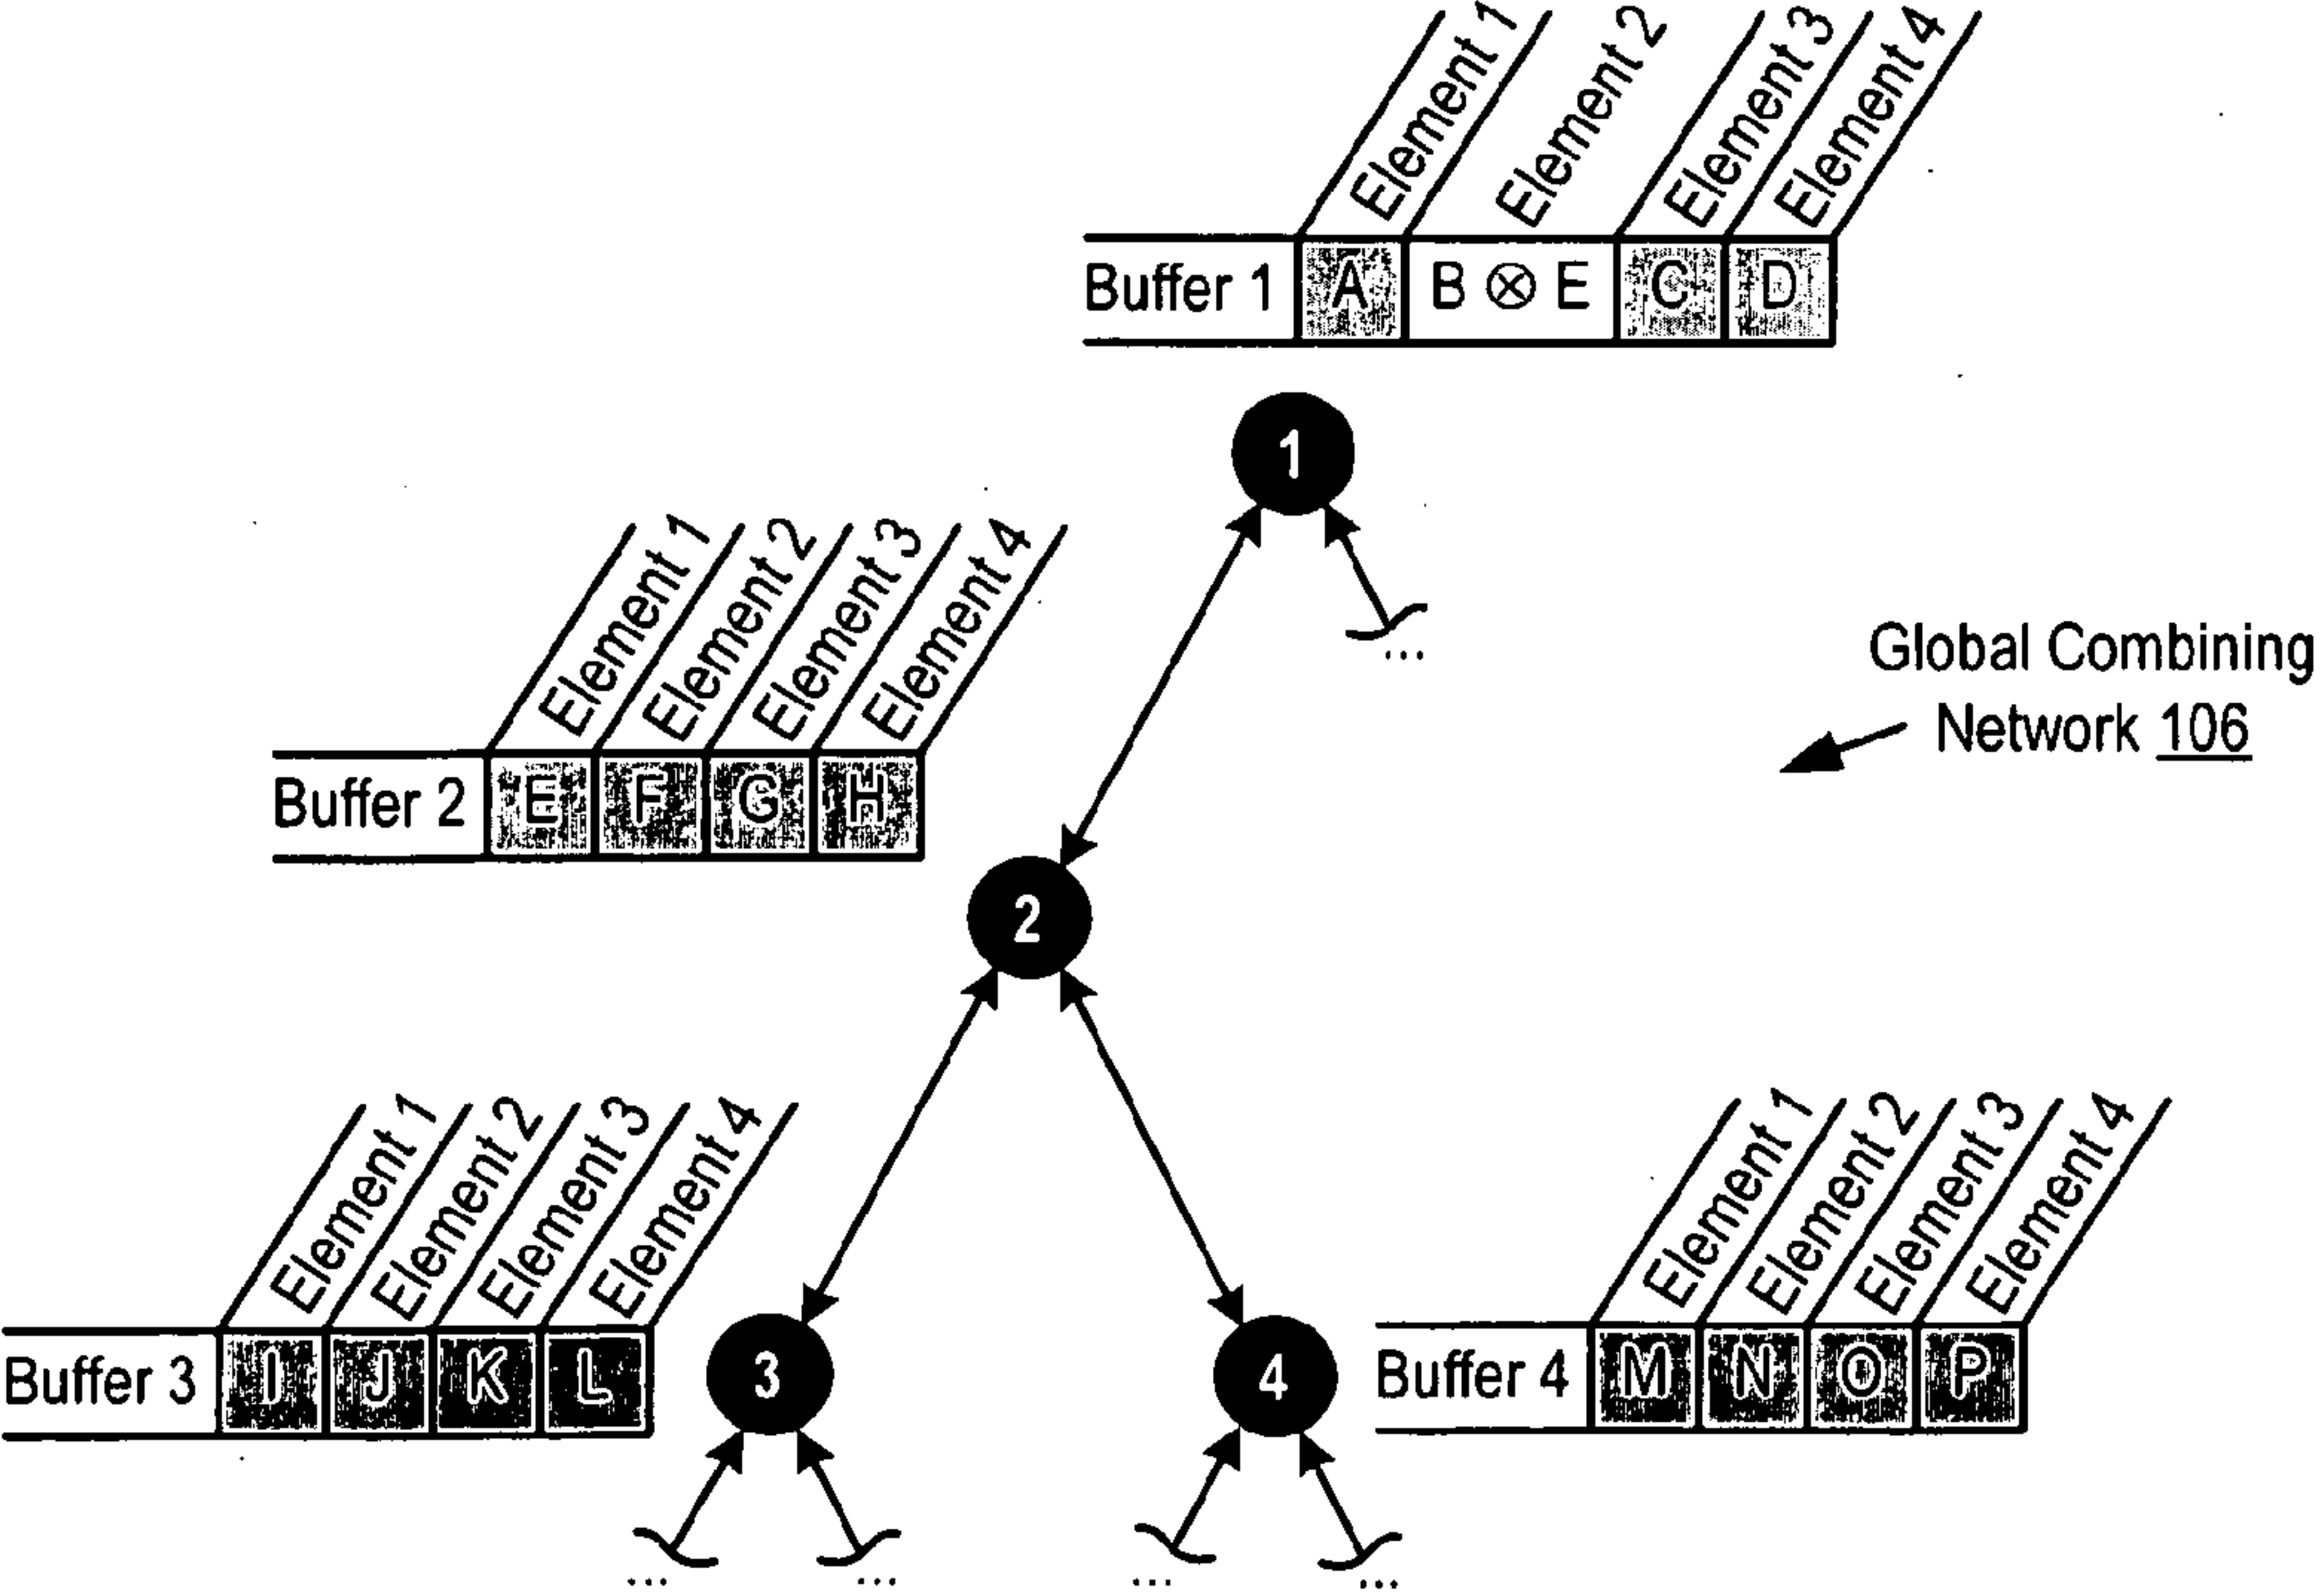 Element 1
Element 2
Element 3
Element 4
Buffer 1 A B ⊗ E C D
1
...
Global Combining
Network 106
Element 1
Element 2
Element 3
Element 4
Buffer 2 E F G H
2
Element 1
Element 2
Element 3
Element 4
Buffer 3 I J K L
3
4
Element 1
Element 2
Element 3
Element 4
Buffer 4 M N O P
... ... ... ...